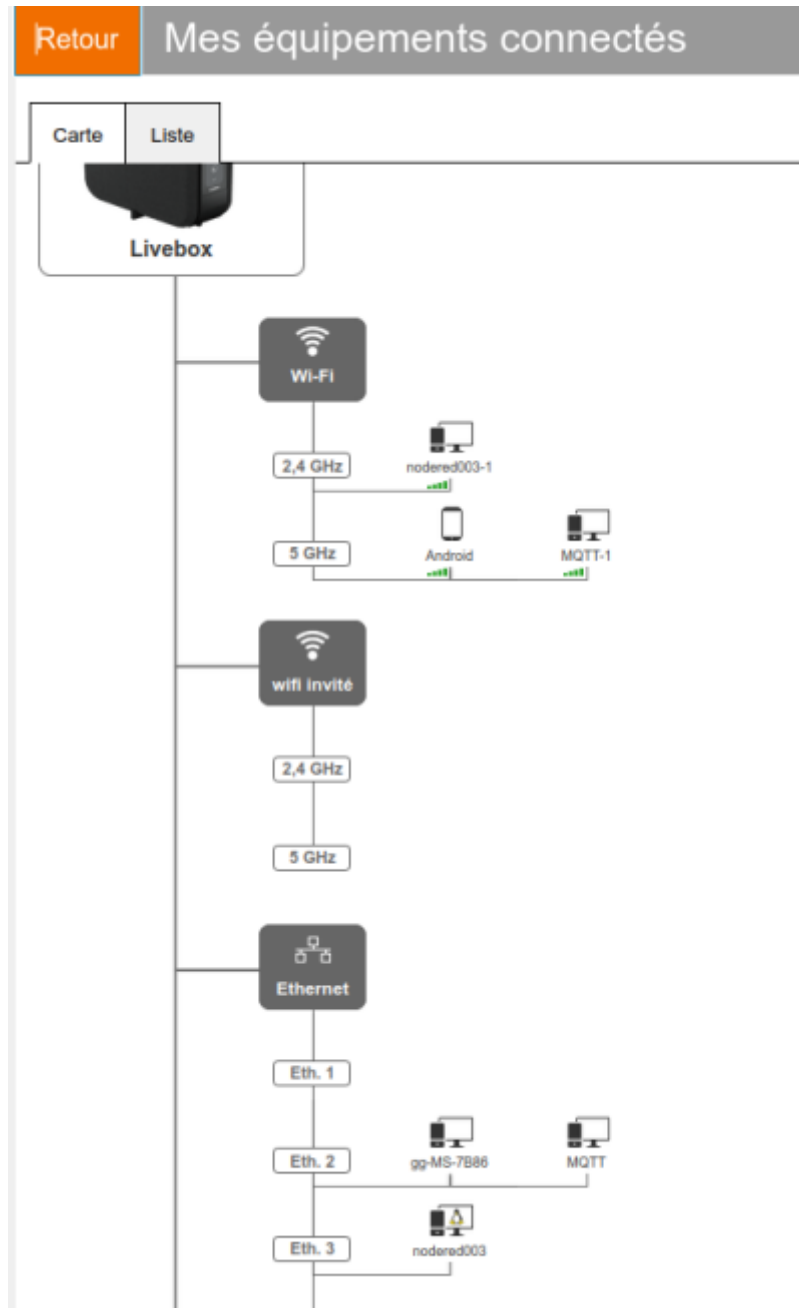 Retour
Mes équipements connectés
Carte
Liste
Livebox
Wi-Fi
2,4 GHz
nodered003-1
5 GHz
Android
MQTT-1
wifi invité
2,4 GHz
5 GHz
Ethernet
Eth. 1
Eth. 2
gg-MS-7B86
MQTT
Eth. 3
nodered003